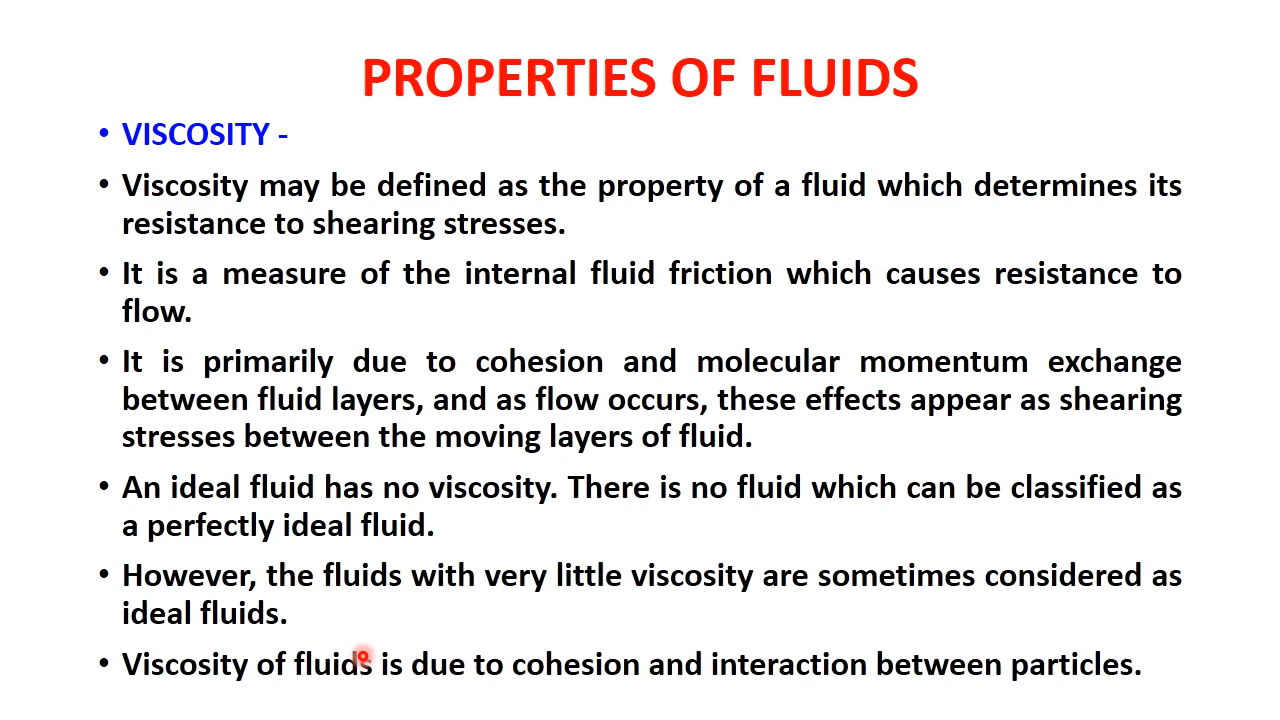 PROPERTIES OF FLUIDS
• VISCOSITY -
• Viscosity may be defined as the property of a fluid which determines its
resistance to shearing stresses.
• It is a measure of the internal fluid friction which causes resistance to
flow.
• It is primarily due to cohesion and molecular momentum exchange
between fluid layers, and as flow occurs, these effects appear as shearing
stresses between the moving layers of fluid.
• An ideal fluid has no viscosity. There is no fluid which can be classified as
a perfectly ideal fluid.
• However, the fluids with very little viscosity are sometimes considered as
ideal fluids.
• Viscosity of fluids is due to cohesion and interaction between particles.